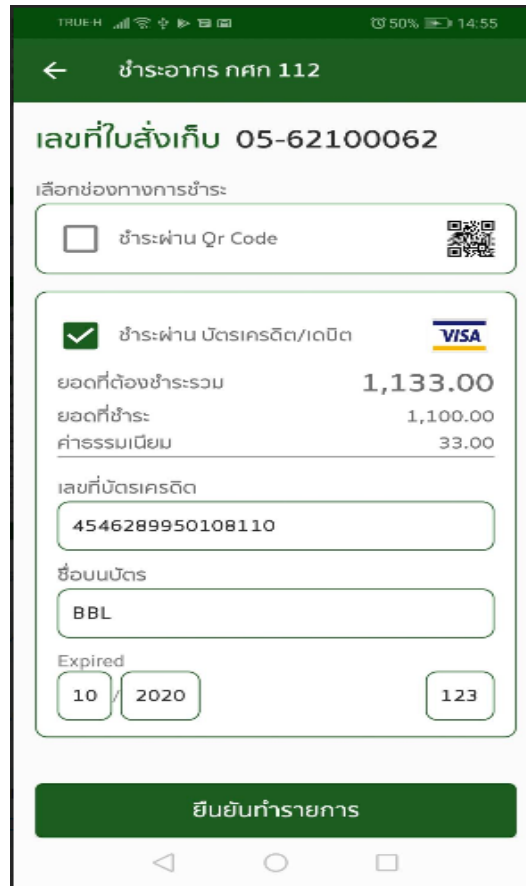 TRUE-H 50% 14:55
ชำระอากร กศก 112
เลขที่ใบสั่งเก็บ 05-62100062
เลือกช่องทางการชำระ
ชำระผ่าน Qr Code
ชำระผ่าน บัตรเครดิต/เดบิต VISA
ยอดที่ต้องชำระรวม 1,133.00
ยอดที่ชำระ 1,100.00
ค่าธรรมเนียม 33.00
เลขที่บัตรเครดิต
4546289950108110
ชื่อบนบัตร
BBL
Expired
10 / 2020 123
ยืนยันทำรายการ